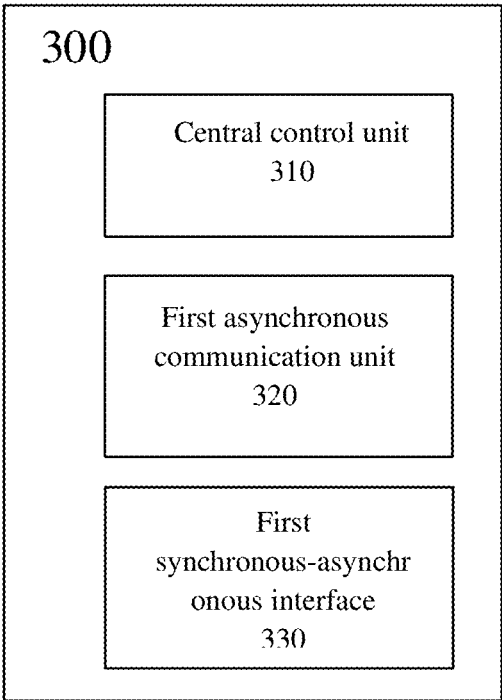 300
Central control unit
310
First asynchronous
communication unit
320
First
synchronous-asynchr
onous interface
330